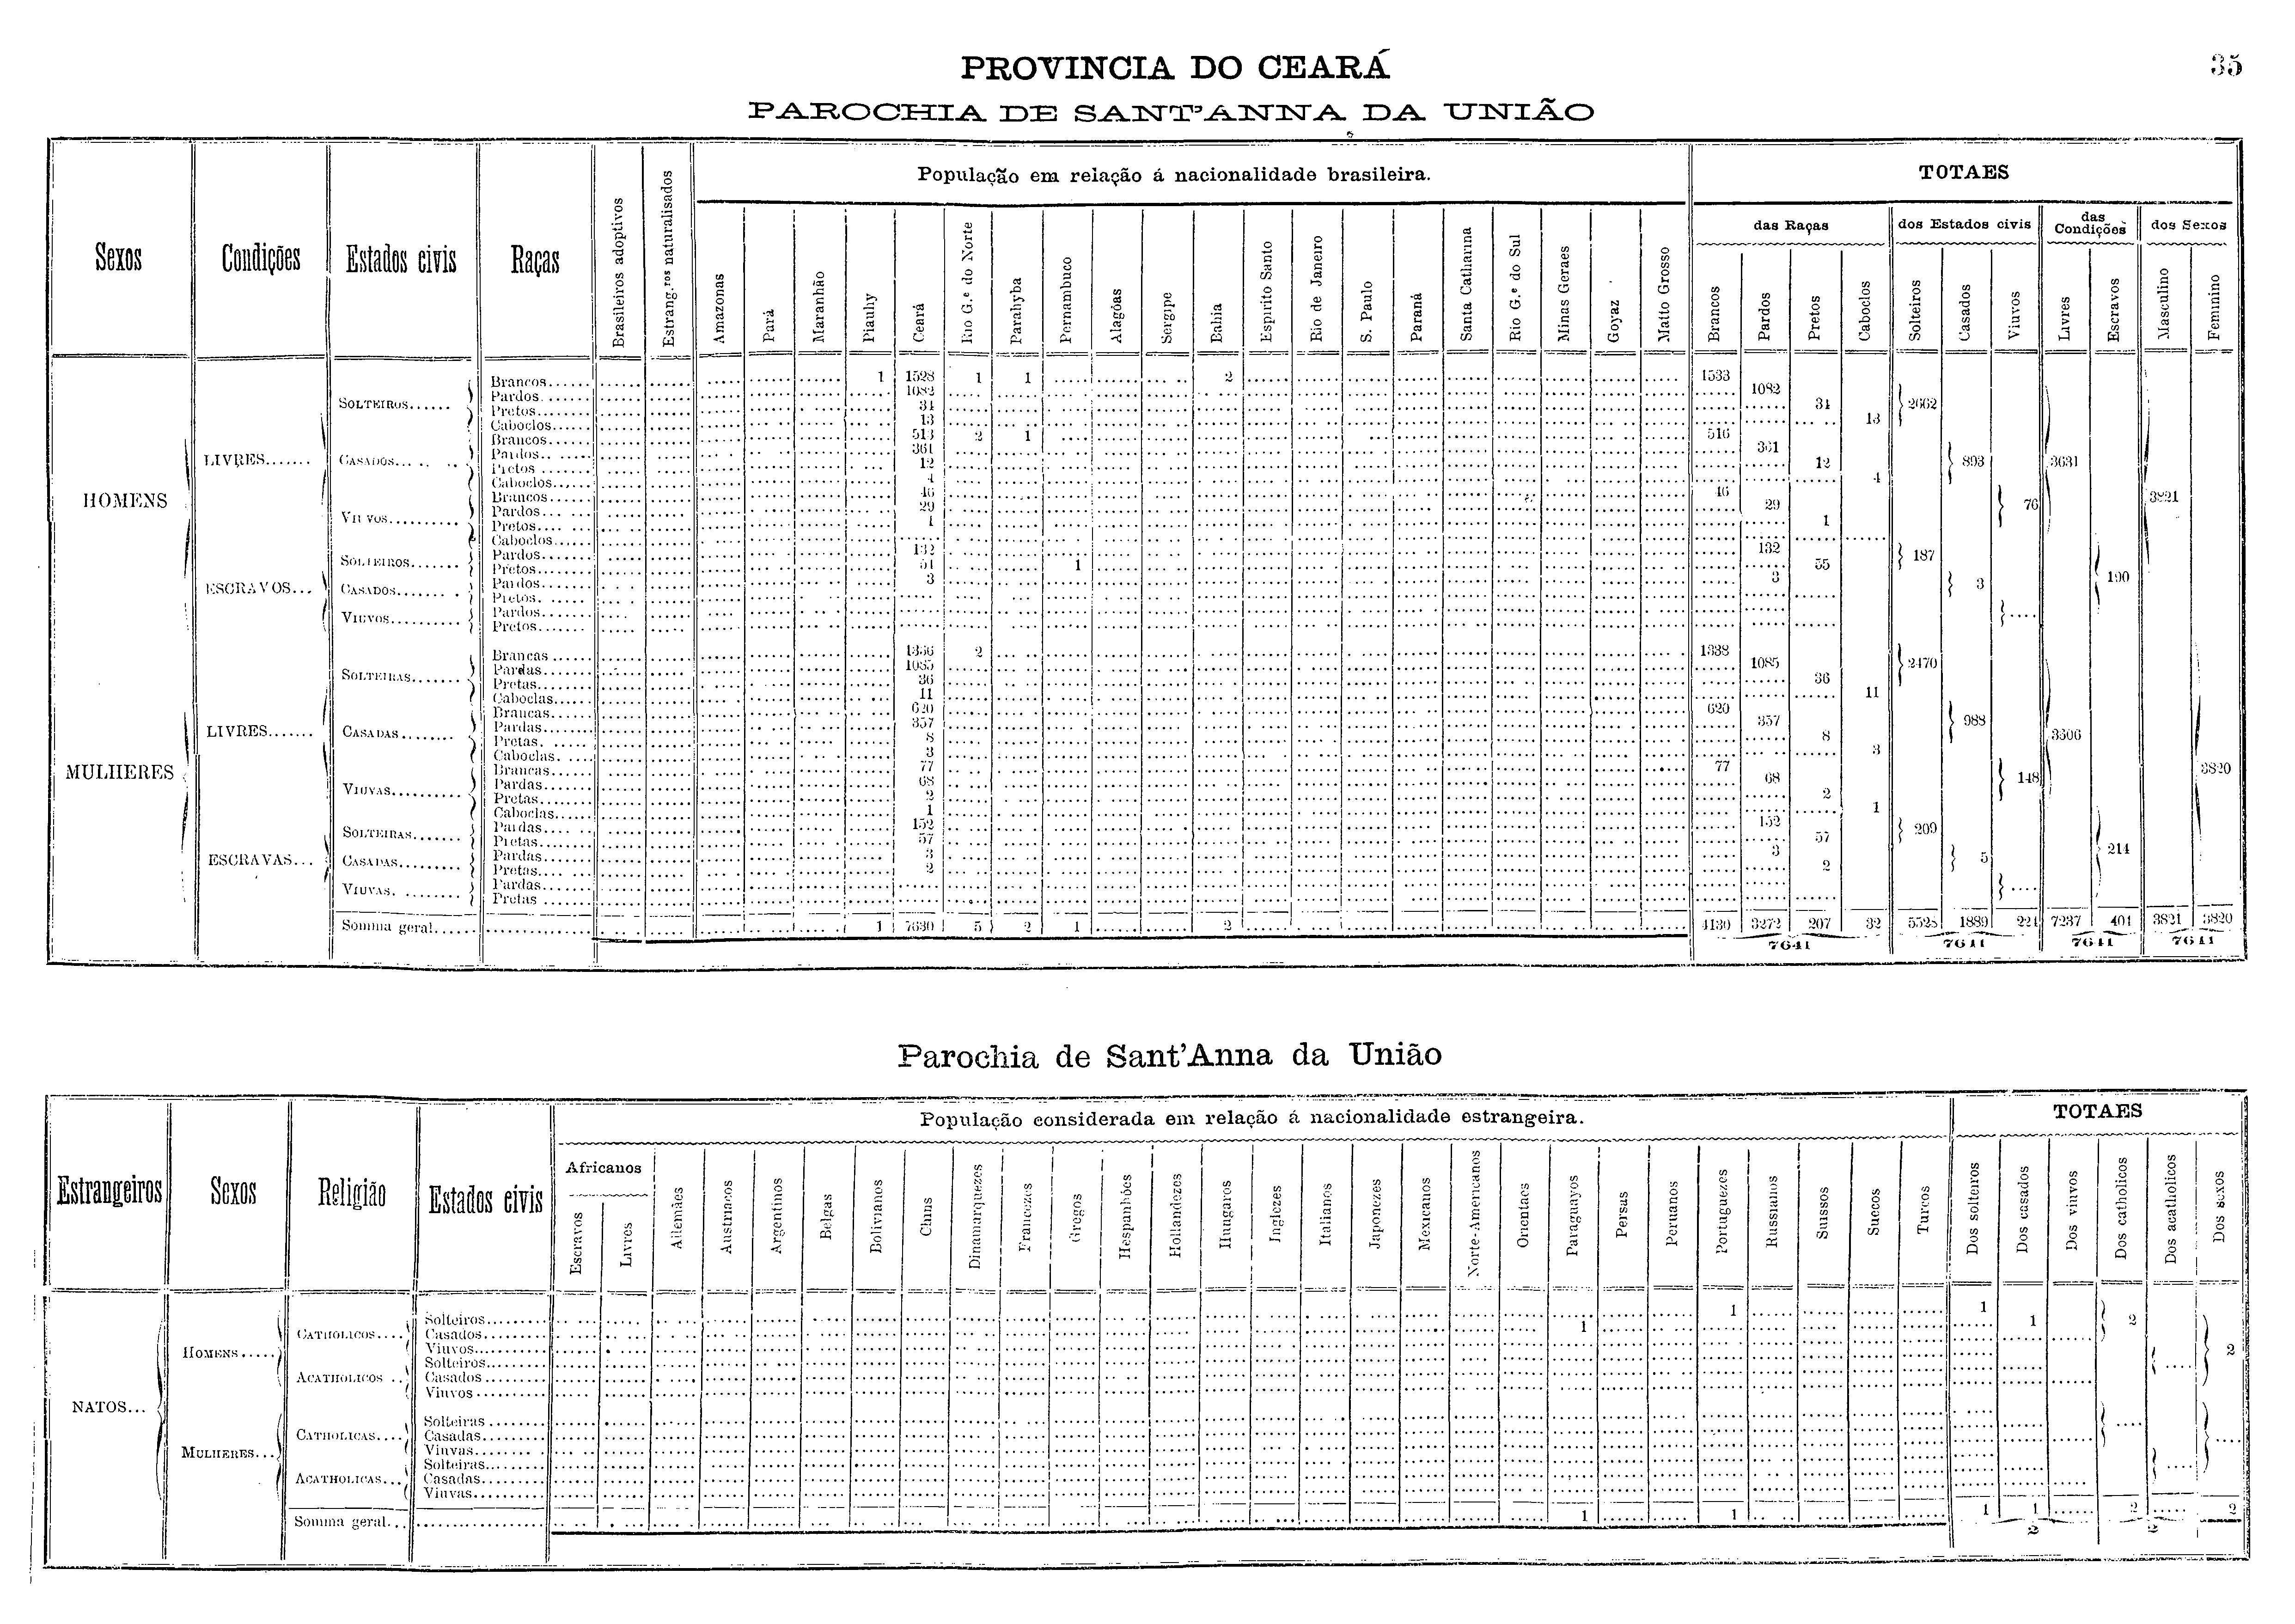 PROVINCIA DO CEARÁ
35
PAROCHIA DE SANT'ANNA DA UNIÃO
Sexos Condições Estados civis Raças Brasileiros adoptivos Estrang.ros naturalisados População em relação á nacionalidade brasileira. TOTAES
das Raças dos Estados civis das Condições dos Sexos
Amazonas Pará Maranhão Piauhy Ceará Rio G.e do Norte Parahyba Pernambuco Alagôas Sergipe Bahia Espirito Santo Rio de Janeiro S. Paulo Paraná Santa Catharina Rio G.e do Sul Minas Geraes Goyaz Matto Grosso Brancos Pardos Pretos Caboclos Solteiros Casados Viuvos Livres Escravos Masculino Feminino
HOMENS LIVRES SOLTEIROS Brancos 1 1528 1 1 2 1533 2662 3631 3821
Pardos 1082 1082
Pretos 34 34
Caboclos 13 13
CASADOS Brancos 513 2 1 516 893
Pardos 361 361
Pretos 12 12
Caboclos 4 4
VIUVOS Brancos 46 46 76
Pardos 29 29
Pretos 1 1
Caboclos
ESCRAVOS SOLTEIROS Pardos 132 132 187 190
Pretos 54 1 55
CASADOS Pardos 3 3 3
Pretos
VIUVOS Pardos
Pretos
MULHERES LIVRES SOLTEIRAS Brancas 1336 2 1338 2470 3606 3820
Pardas 1085 1085
Pretas 36 36
Caboclas 11 11
CASADAS Brancas 620 620 988
Pardas 357 357
Pretas 8 8
Caboclas 3 3
VIUVAS Brancas 77 77 148
Pardas 68 68
Pretas 2 2
Caboclas 1 1
ESCRAVAS SOLTEIRAS Pardas 152 152 209 214
Pretas 57 57
CASADAS Pardas 3 3 5
Pretas 2 2
VIUVAS Pardas
Pretas
Somma geral 1 7630 5 2 1 2 4130 3272 207 32 5528 1889 224 7237 404 3821 3820
7641 7641 7641 7641
Parochia de Sant'Anna da União
Estrangeiros Sexos Religião Estados civis População considerada em relação á nacionalidade estrangeira. TOTAES
Africanos
Escravos Livres Allemães Austriacos Argentinos Belgas Bolivianos Chins Dinamarquezes Francezes Gregos Hespanhóes Hollandezes Hungaros Inglezes Italianos Japonezes Mexicanos Norte-Americanos Orientaes Paraguayos Persas Peruanos Portuguezes Russianos Suissos Suecos Turcos Dos solteiros Dos casados Dos viuvos Dos catholicos Dos acatholicos Dos sexos
NATOS HOMENS CATHOLICOS Solteiros 1 1 2 2
Casados 1 1
Viuvos
ACATHOLICOS Solteiros
Casados
Viuvos
MULHERES CATHOLICAS Solteiras
Casadas
Viuvas
ACATHOLICAS Solteiras
Casadas
Viuvas
Somma geral 1 1 1 1 2 2
2 2